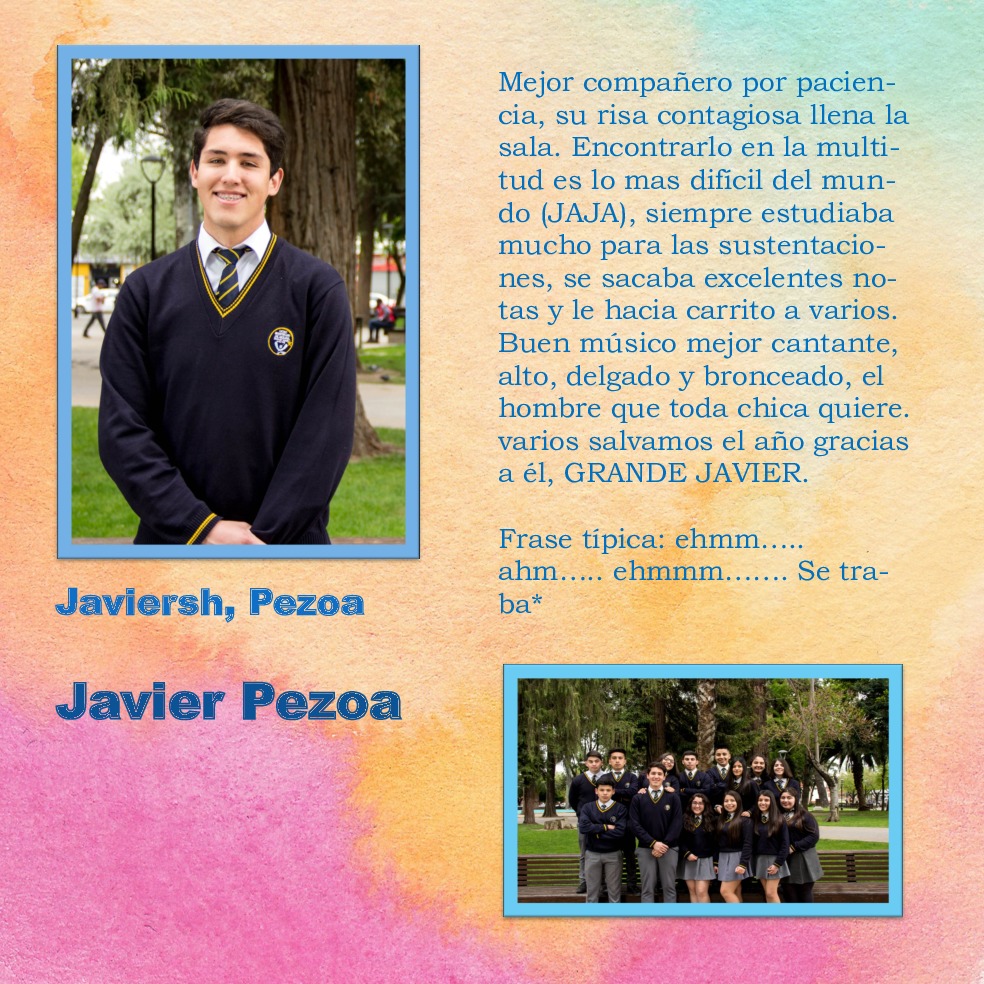 Mejor compañero por pacien-
cia, su risa contagiosa llena la
sala. Encontrarlo en la multi-
tud es lo mas difícil del mun-
do (JAJA), siempre estudiaba
mucho para las sustentacio-
nes, se sacaba excelentes no-
tas y le hacia carrito a varios.
Buen músico mejor cantante,
alto, delgado y bronceado, el
hombre que toda chica quiere.
varios salvamos el año gracias
a él, GRANDE JAVIER.
Frase típica: ehmm…..
ahm….. ehmmm……. Se tra-
ba*
Javiersh, Pezoa
Javier Pezoa